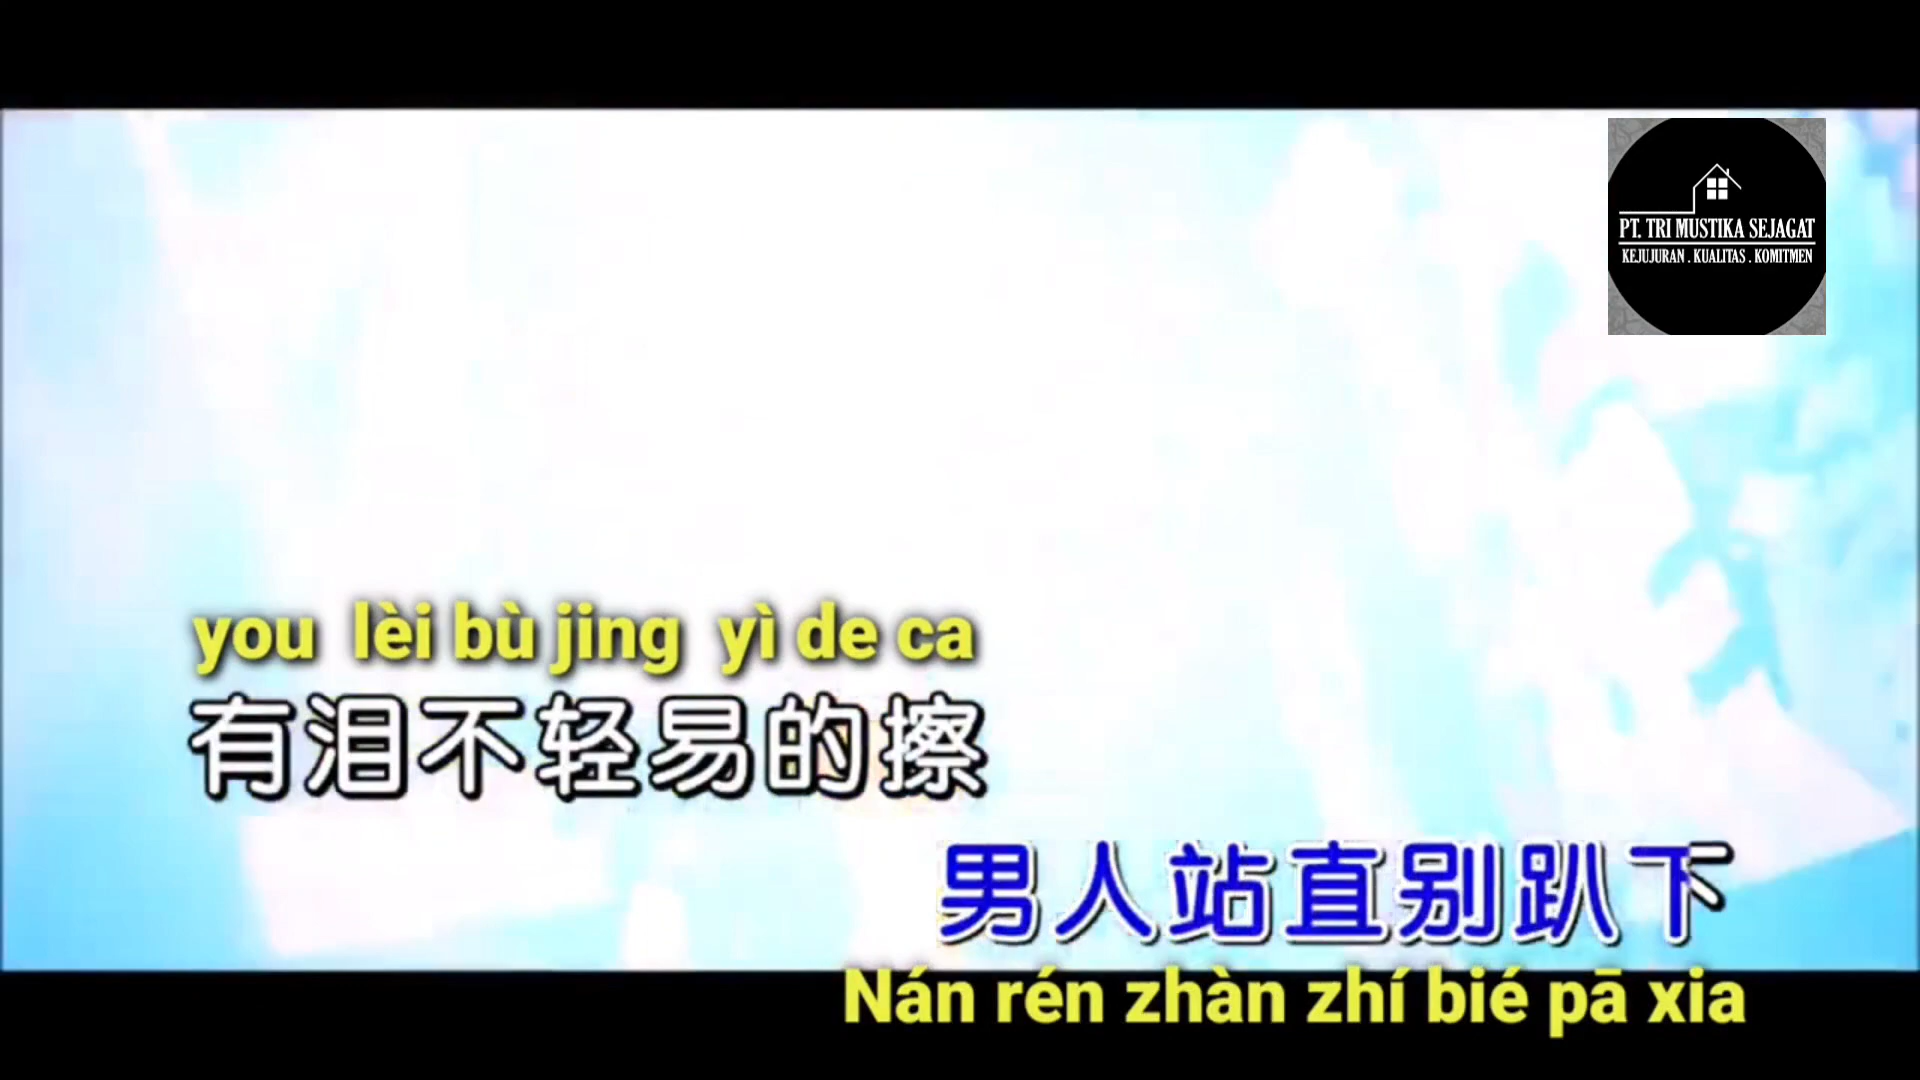 PT. TRI MUSTIKA SEJAGAT
KEJUJURAN . KUALITAS . KOMITMEN
you lèi bù jing yì de ca
有泪不轻易的擦
男人站直别趴下
Nán rén zhàn zhí bié pā xia